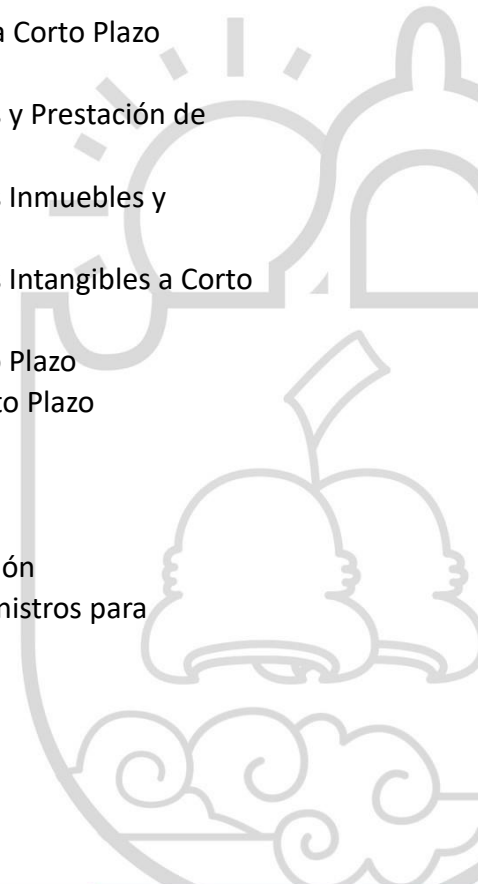 a Corto Plazo
y Prestación de
Inmuebles y
Intangibles a Corto
Plazo
to Plazo
ón
nistros para